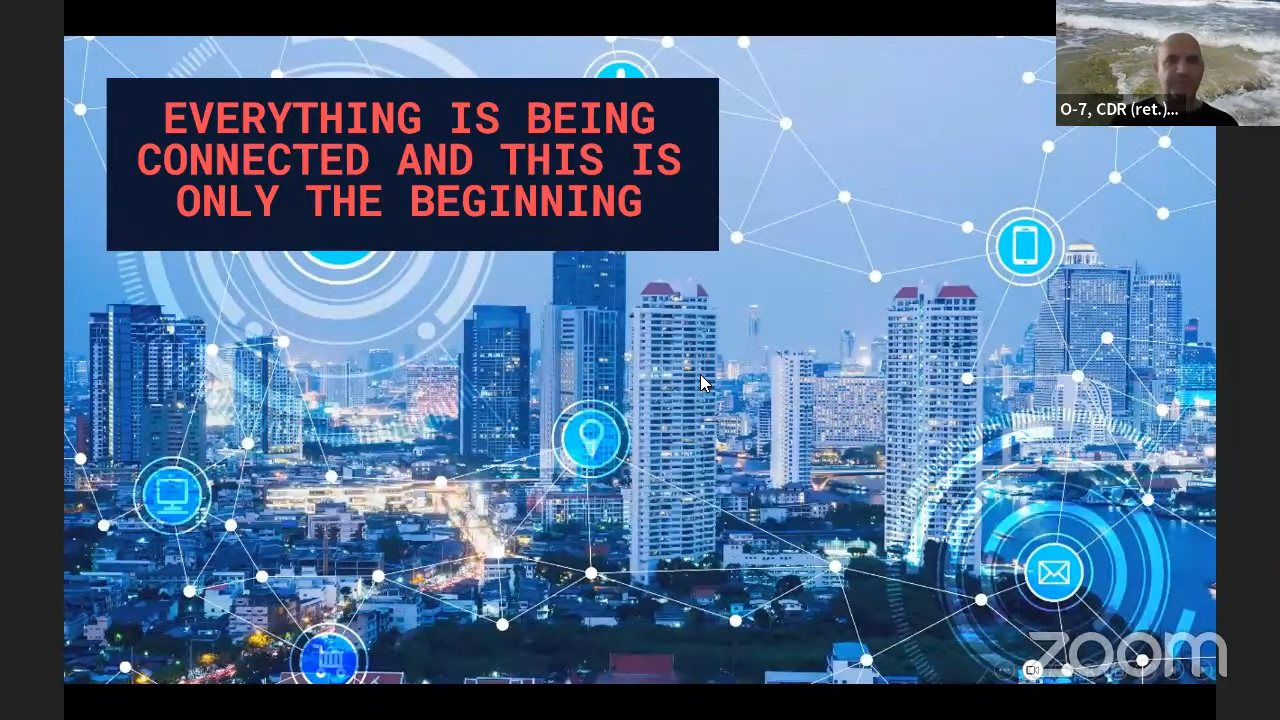 EVERYTHING IS BEING
CONNECTED AND THIS IS
ONLY THE BEGINNING
O-7, CDR (ret.)...
zoom